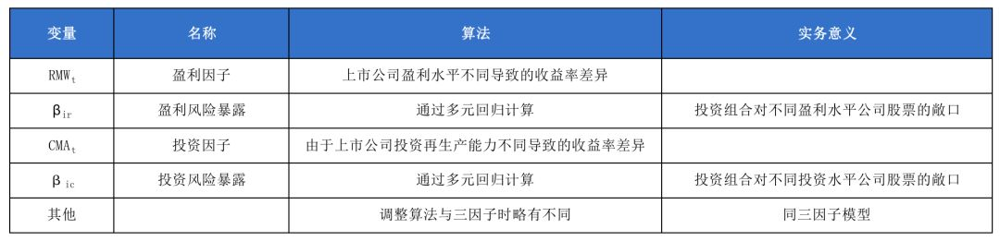 变量 名称 算法 实务意义
RMWt 盈利因子 上市公司盈利水平不同导致的收益率差异
βir 盈利风险暴露 通过多元回归计算 投资组合对不同盈利水平公司股票的敞口
CMAt 投资因子 由于上市公司投资再生产能力不同导致的收益率差异
βic 投资风险暴露 通过多元回归计算 投资组合对不同投资水平公司股票的敞口
其他 调整算法与三因子时略有不同 同三因子模型